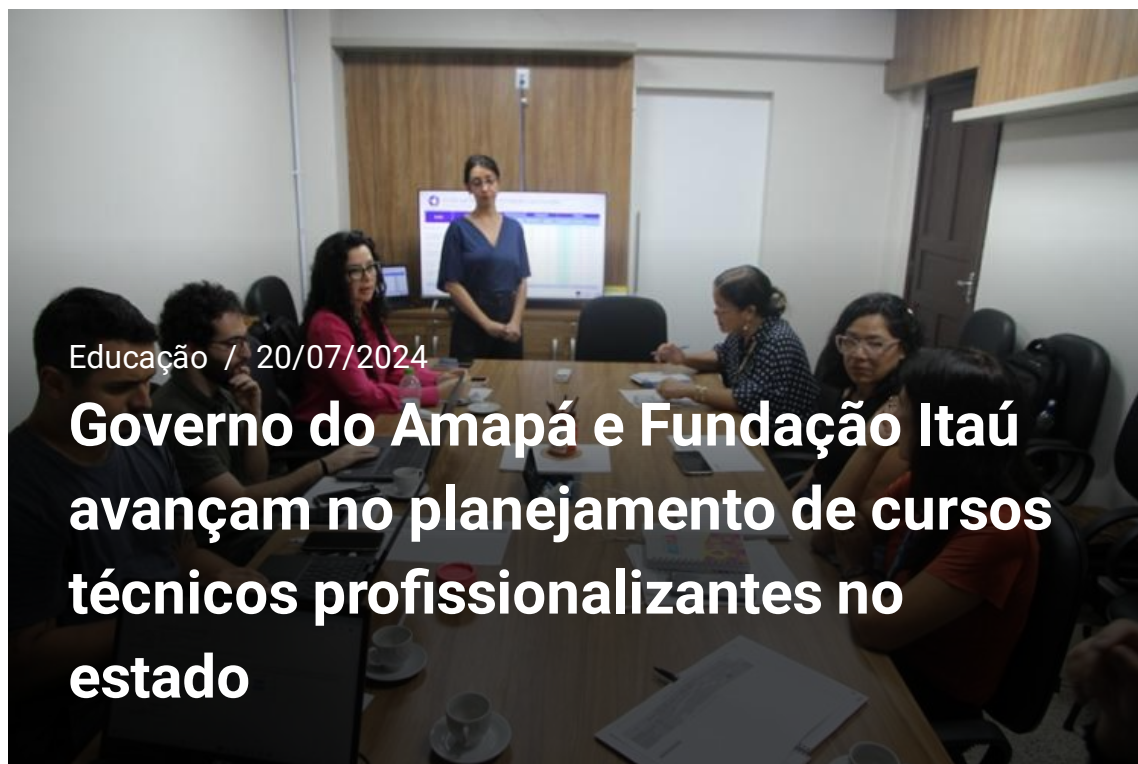 Educação / 20/07/2024
Governo do Amapá e Fundação Itaú
avançam no planejamento de cursos
técnicos profissionalizantes no
estado